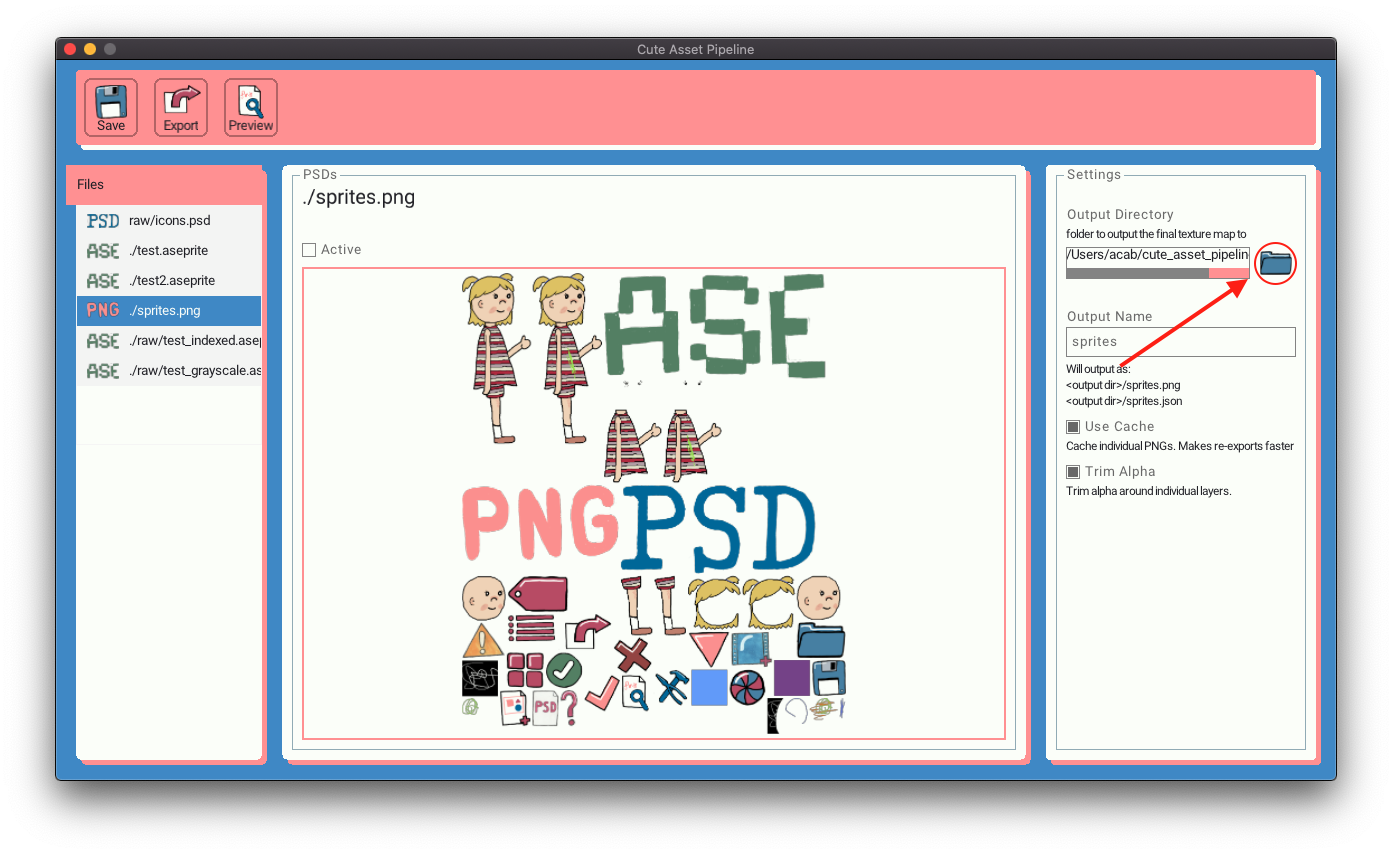 Cute Asset Pipeline
Save
Export
Preview
Files
PSD raw/icons.psd
ASE ./test.aseprite
ASE ./test2.aseprite
PNG ./sprites.png
ASE ./raw/test_indexed.asep
ASE ./raw/test_grayscale.as
PSDs
./sprites.png
Active
ASE
PNG
PSD
PSD
Settings
Output Directory
folder to output the final texture map to
/Users/acab/cute_asset_pipelin
Output Name
sprites
Will output as:
<output dir>/sprites.png
<output dir>/sprites.json
Use Cache
Cache individual PNGs. Makes re-exports faster
Trim Alpha
Trim alpha around individual layers.